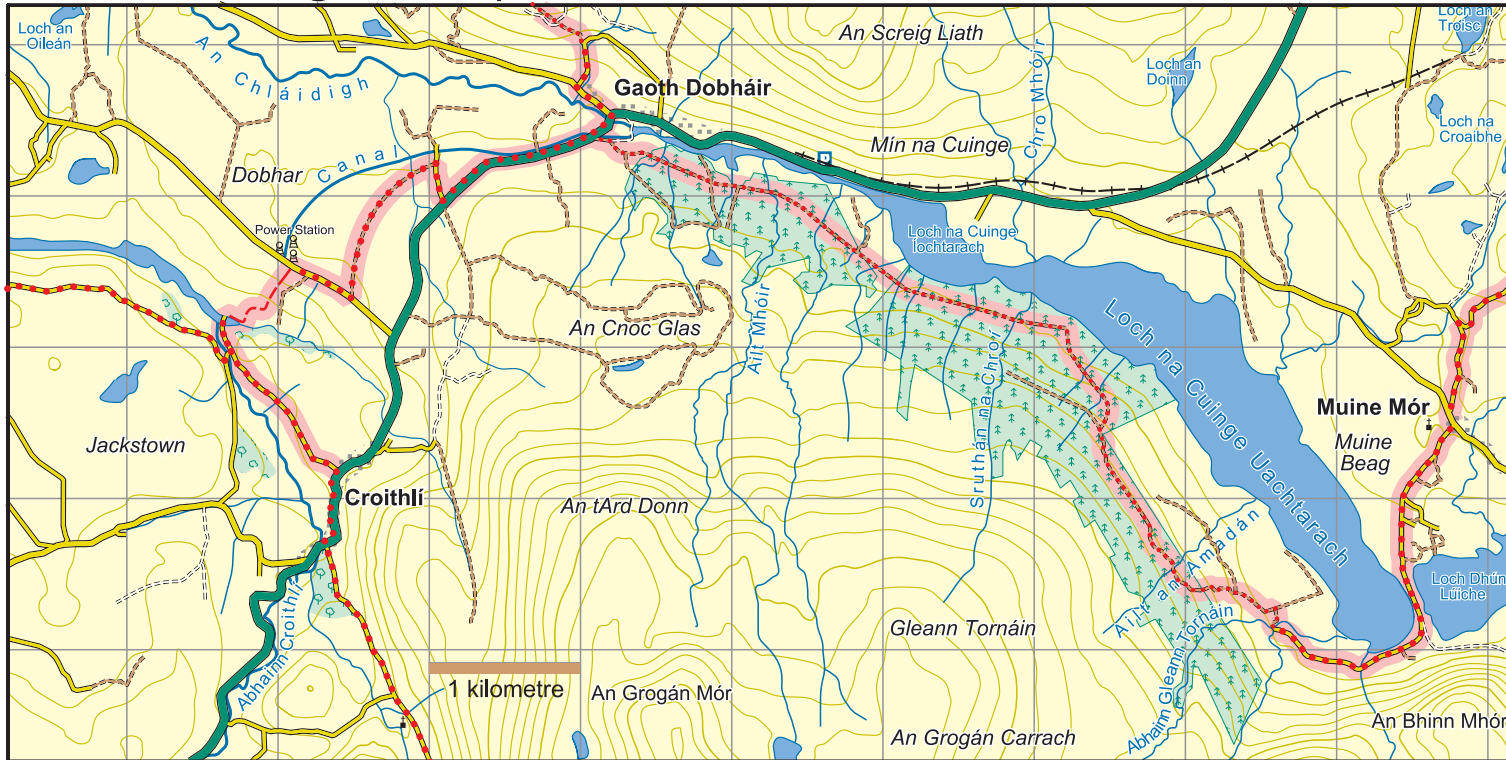 Loch an
Oileán
An Chláidigh
An Screig Liath
Loch an
Troisc
Loch an
Doinn
Chro Mhóir
Gaoth Dobháir
Loch na
Croaibhe
P
Mín na Cuinge
Canal
Dobhar
Power Station
Loch na Cuinge
Íochtarach
An Cnoc Glas
Ailt Mhóir
Sruthán na Chroí
Loch na Cuinge Uachtarach
Muine Mór
Muine
Beag
Jackstown
Croithlí
An tArd Donn
Ailt an Amadán
Loch Dhún
Lúiche
Abhainn Croithlí
Gleann Tornáin
Abhainn Gleann Tornáin
1 kilometre
An Grogán Mór
An Grogán Carrach
An Bhinn Mhór